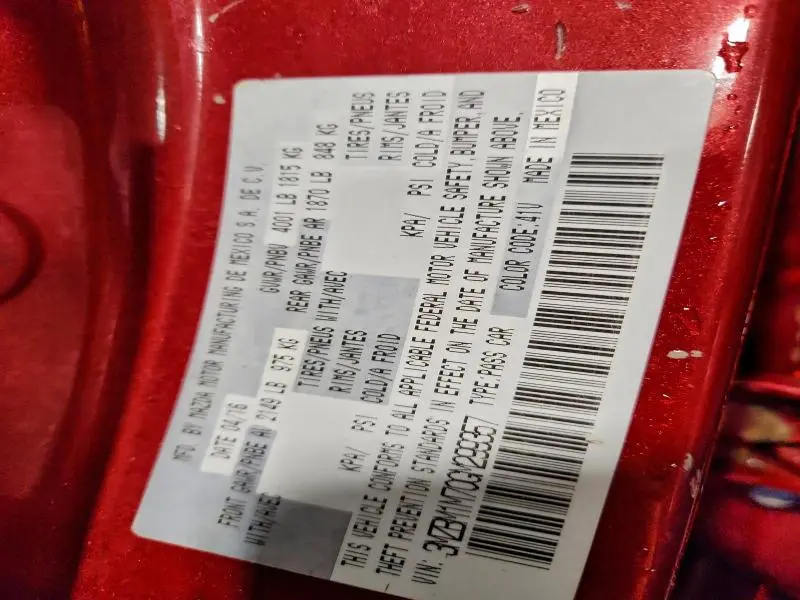 MFD. BY MAZDA MOTOR MANUFACTURING DE MEXICO S.A. DE C.V.
DATE 04/16 GVWR/PNBV 4001 LB 1815 KG
FRONT GAWR/PNBE AV 2149 LB 975 KG REAR GAWR/PNBE AR 1870 LB 848 KG
WITH/AVEC TIRES/PNEUS WITH/AVEC TIRES/PNEUS
RIMS/JANTES RIMS/JANTES
KPA/ PSI COLD/A FROID KPA/ PSI COLD/A FROID
THIS VEHICLE CONFORMS TO ALL APPLICABLE FEDERAL MOTOR VEHICLE SAFETY, BUMPER, AND
THEFT PREVENTION STANDARDS IN EFFECT ON THE DATE OF MANUFACTURE SHOWN ABOVE.
VIN: 3MZBM1M70GM299357 TYPE:PASS CAR COLOR CODE:41V MADE IN MEXICO